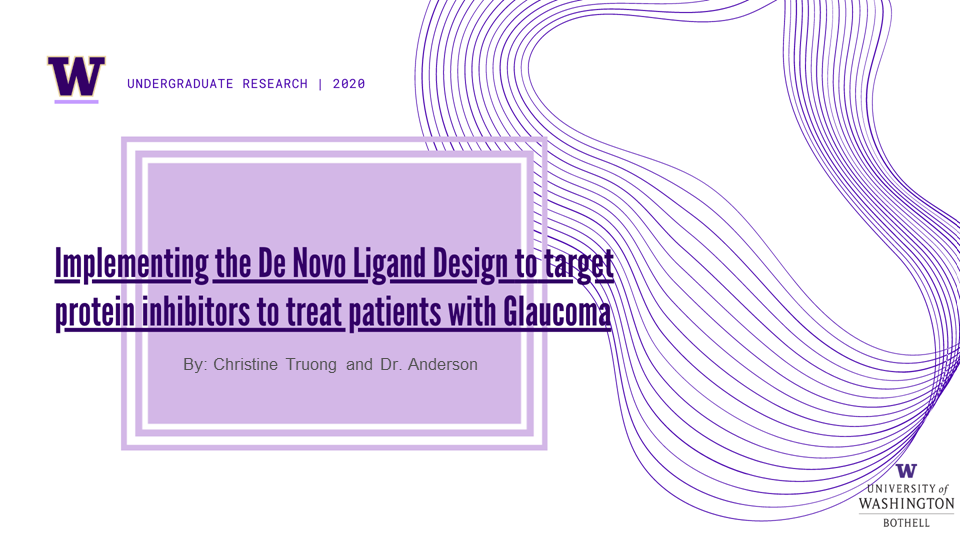 W
UNDERGRADUATE RESEARCH | 2020
Implementing the De Novo Ligand Design to target
protein inhibitors to treat patients with Glaucoma
By: Christine Truong and Dr. Anderson
W
UNIVERSITY of
WASHINGTON
BOTHELL